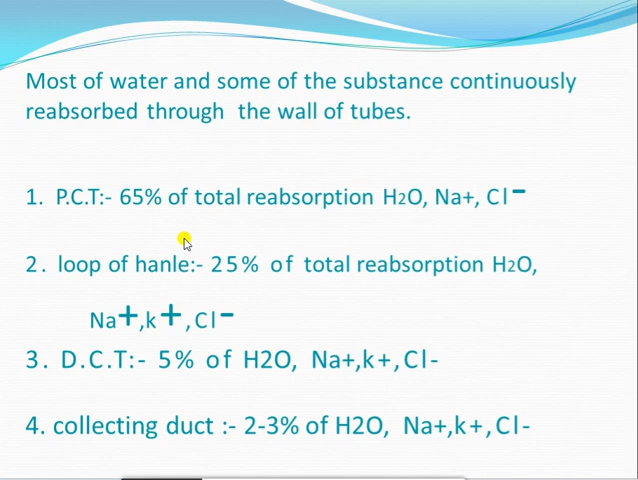 Most of water and some of the substance continuously
reabsorbed through the wall of tubes.
1. P.C.T:- 65% of total reabsorption H2O, Na+, Cl-
2. loop of hanle:- 25% of total reabsorption H2O,
Na+,k+,Cl-
3. D.C.T:- 5% of H2O, Na+,k+,Cl-
4. collecting duct :- 2-3% of H2O, Na+,k+,Cl-